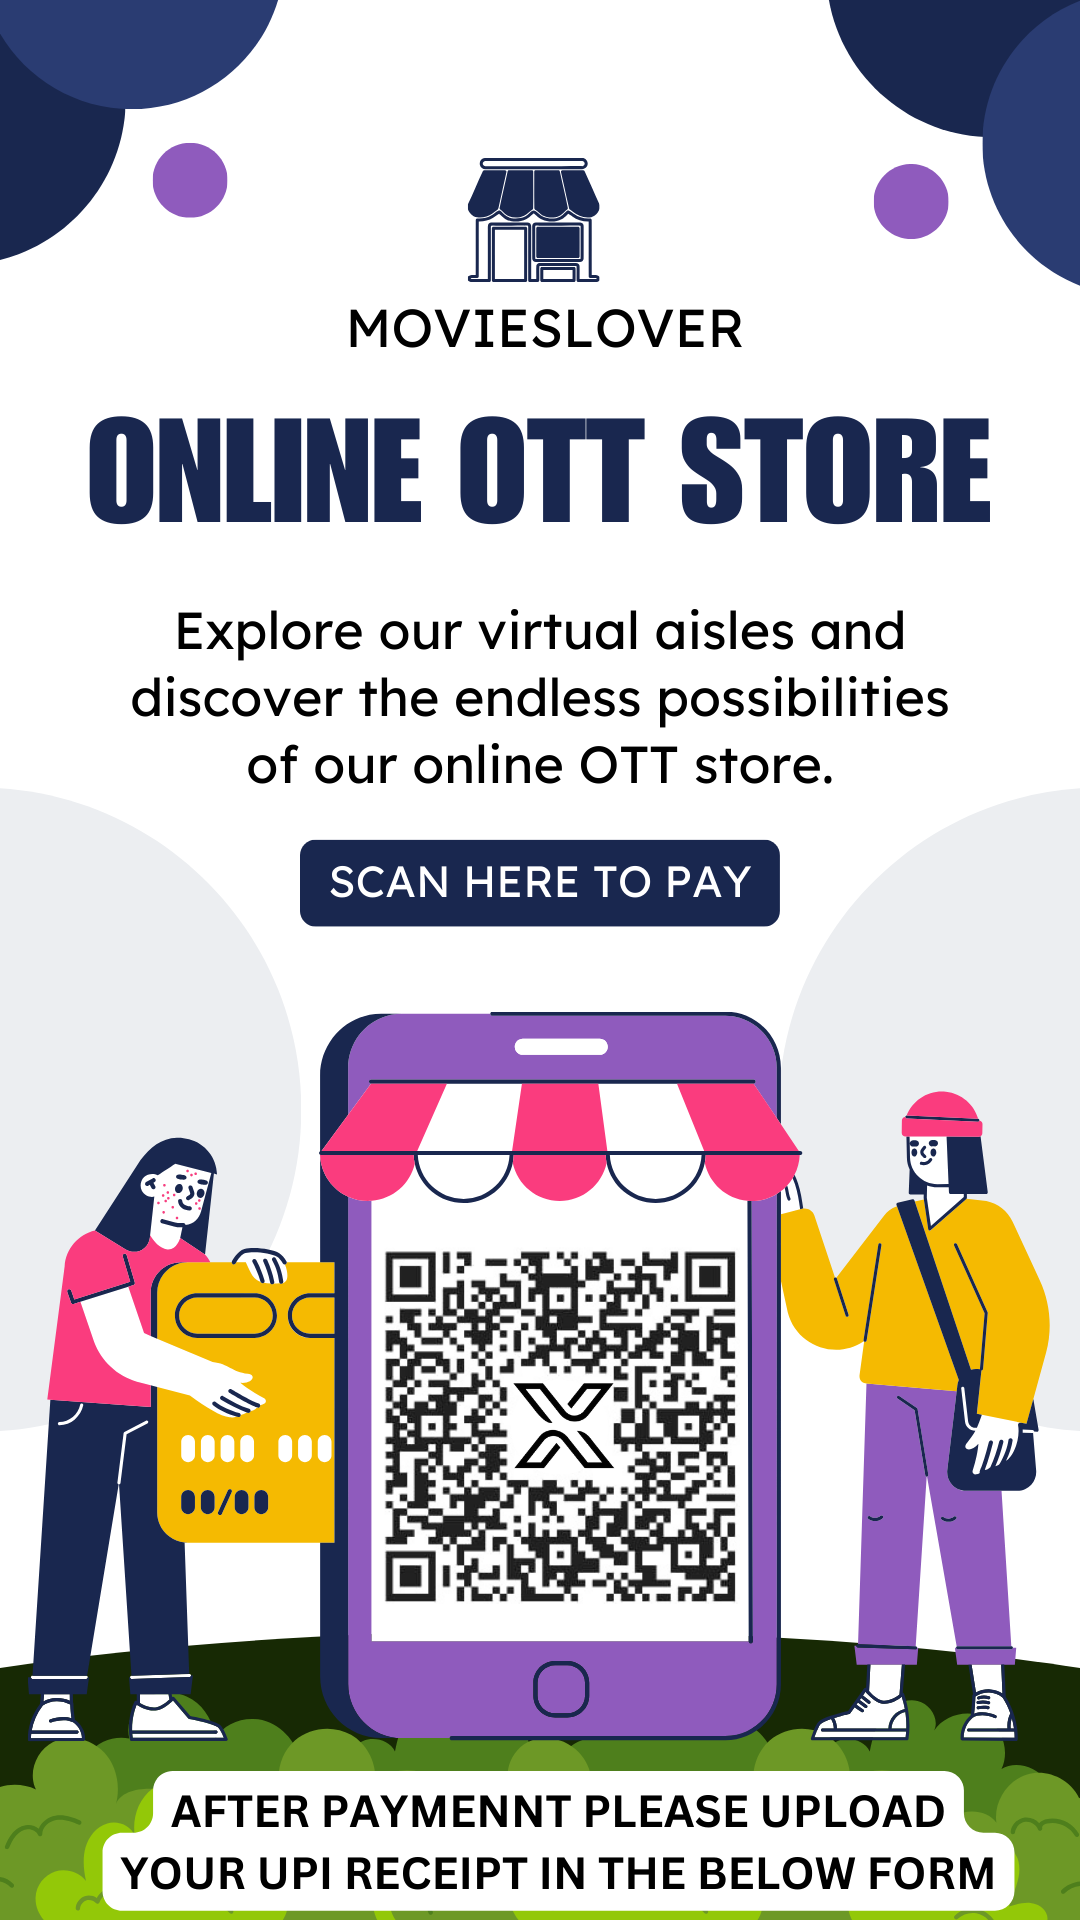 MOVIESLOVER
ONLINE OTT STORE
Explore our virtual aisles and
discover the endless possibilities
of our online OTT store.
SCAN HERE TO PAY
AFTER PAYMENNT PLEASE UPLOAD
YOUR UPI RECEIPT IN THE BELOW FORM